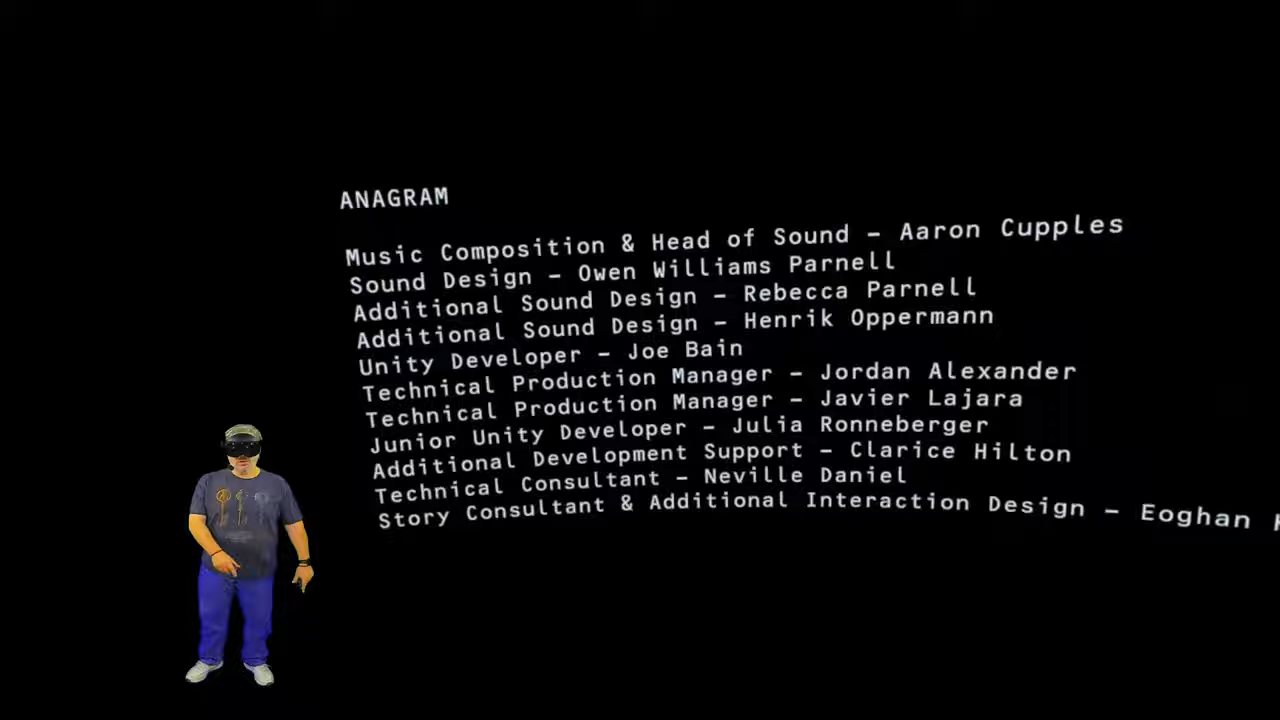 ANAGRAM
Music Composition & Head of Sound – Aaron Cupples
Sound Design – Owen Williams Parnell
Additional Sound Design – Rebecca Parnell
Additional Sound Design – Henrik Oppermann
Unity Developer – Joe Bain
Technical Production Manager – Jordan Alexander
Technical Production Manager – Javier Lajara
Junior Unity Developer – Julia Ronneberger
Additional Development Support – Clarice Hilton
Technical Consultant – Neville Daniel
Story Consultant & Additional Interaction Design – Eoghan